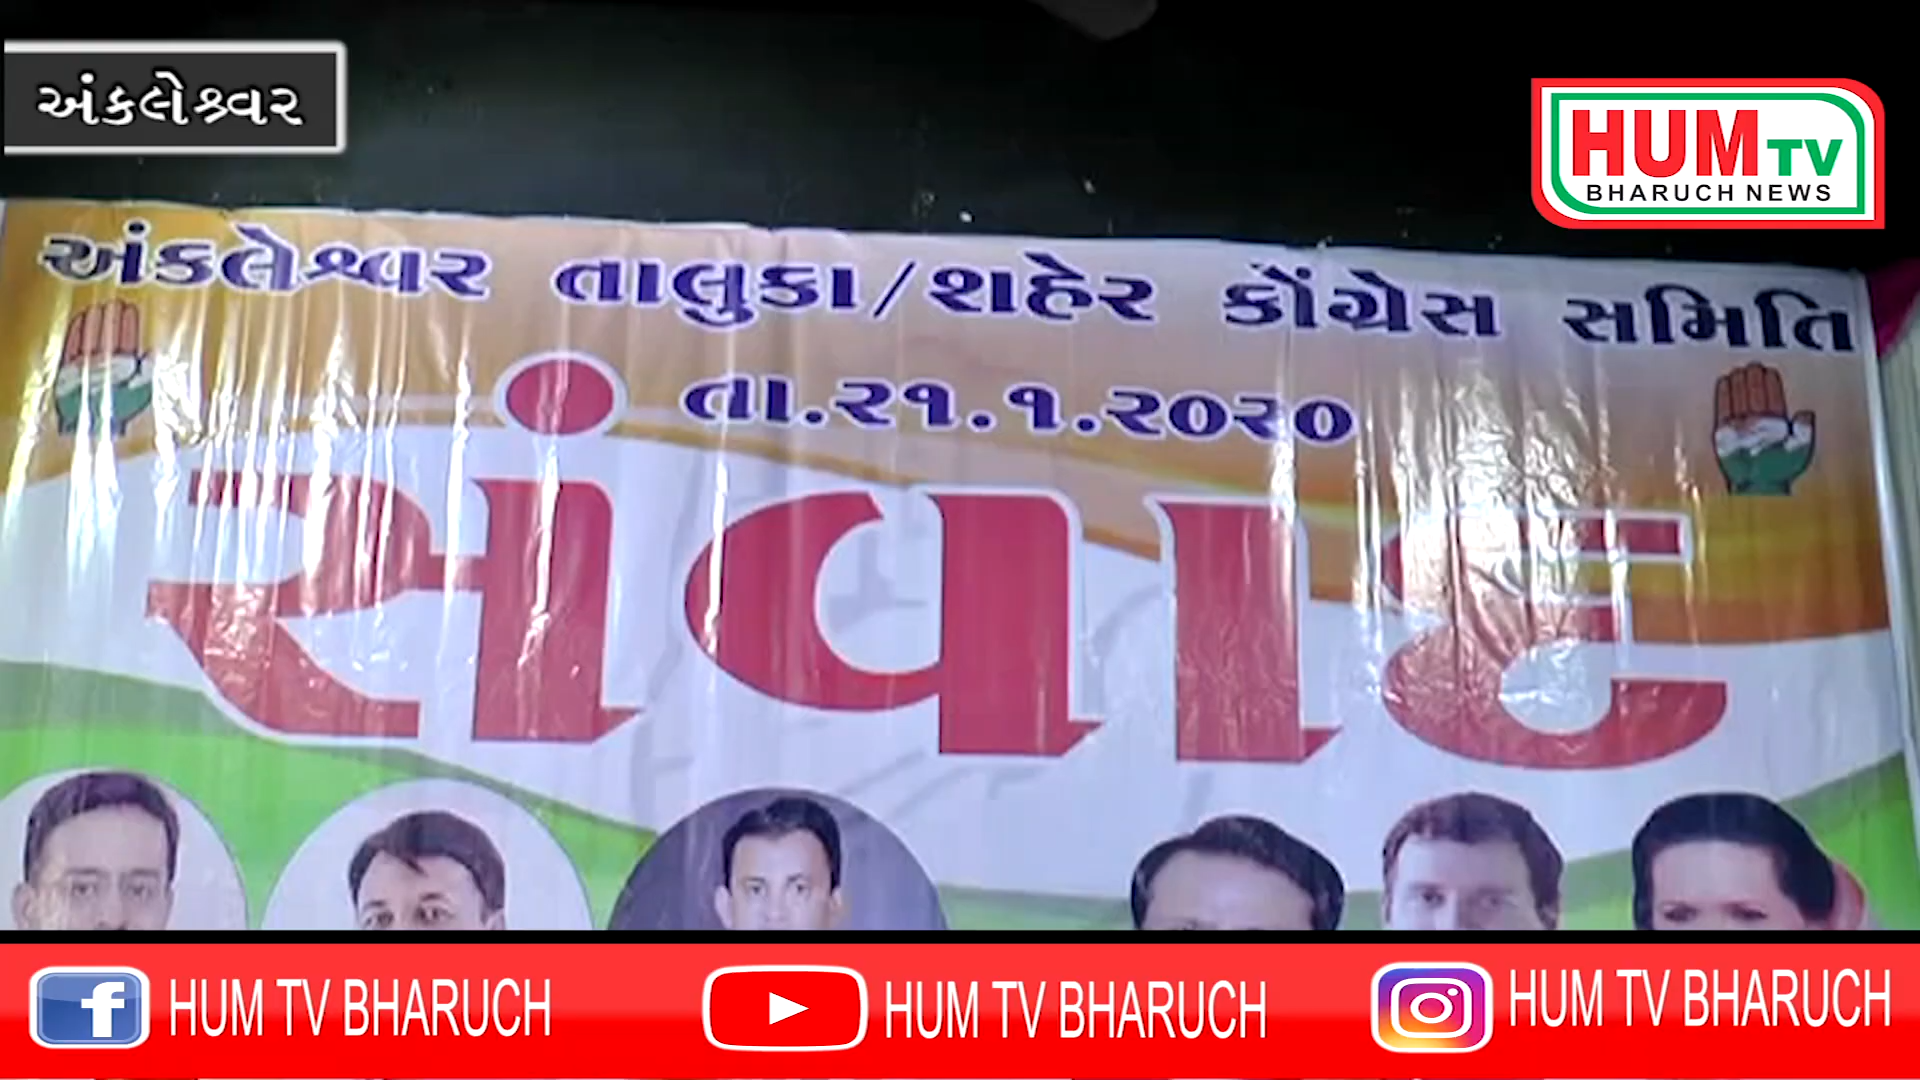 અંકલેશ્વર
HUM TV
BHARUCH NEWS
અંકલેશ્વર તાલુકા/શહેર કોંગ્રેસ સમિતિ
તા.૨૧.૧.૨૦૨૦
સંવાદ
HUM TV BHARUCH
HUM TV BHARUCH
HUM TV BHARUCH